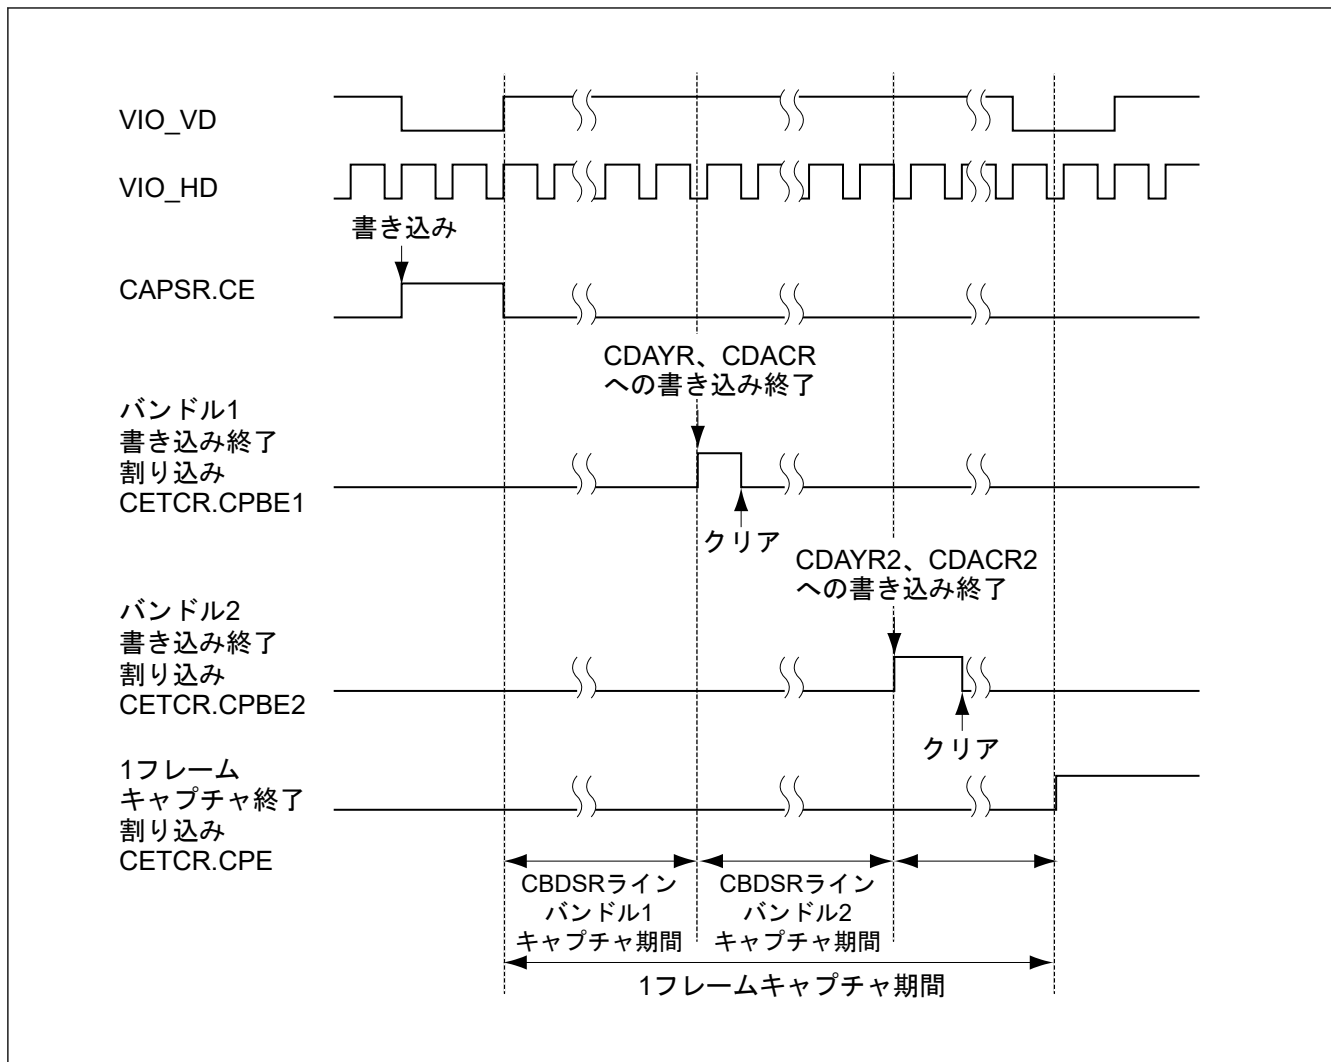 VIO_VD
VIO_HD
書き込み
CAPSR.CE
CDAYR、CDACR
への書き込み終了
バンドル1
書き込み終了
割り込み
CETCR.CPBE1
クリア
CDAYR2、CDACR2
への書き込み終了
バンドル2
書き込み終了
割り込み
CETCR.CPBE2
クリア
1フレーム
キャプチャ終了
割り込み
CETCR.CPE
CBDSRライン
バンドル1
キャプチャ期間
CBDSRライン
バンドル2
キャプチャ期間
1フレームキャプチャ期間